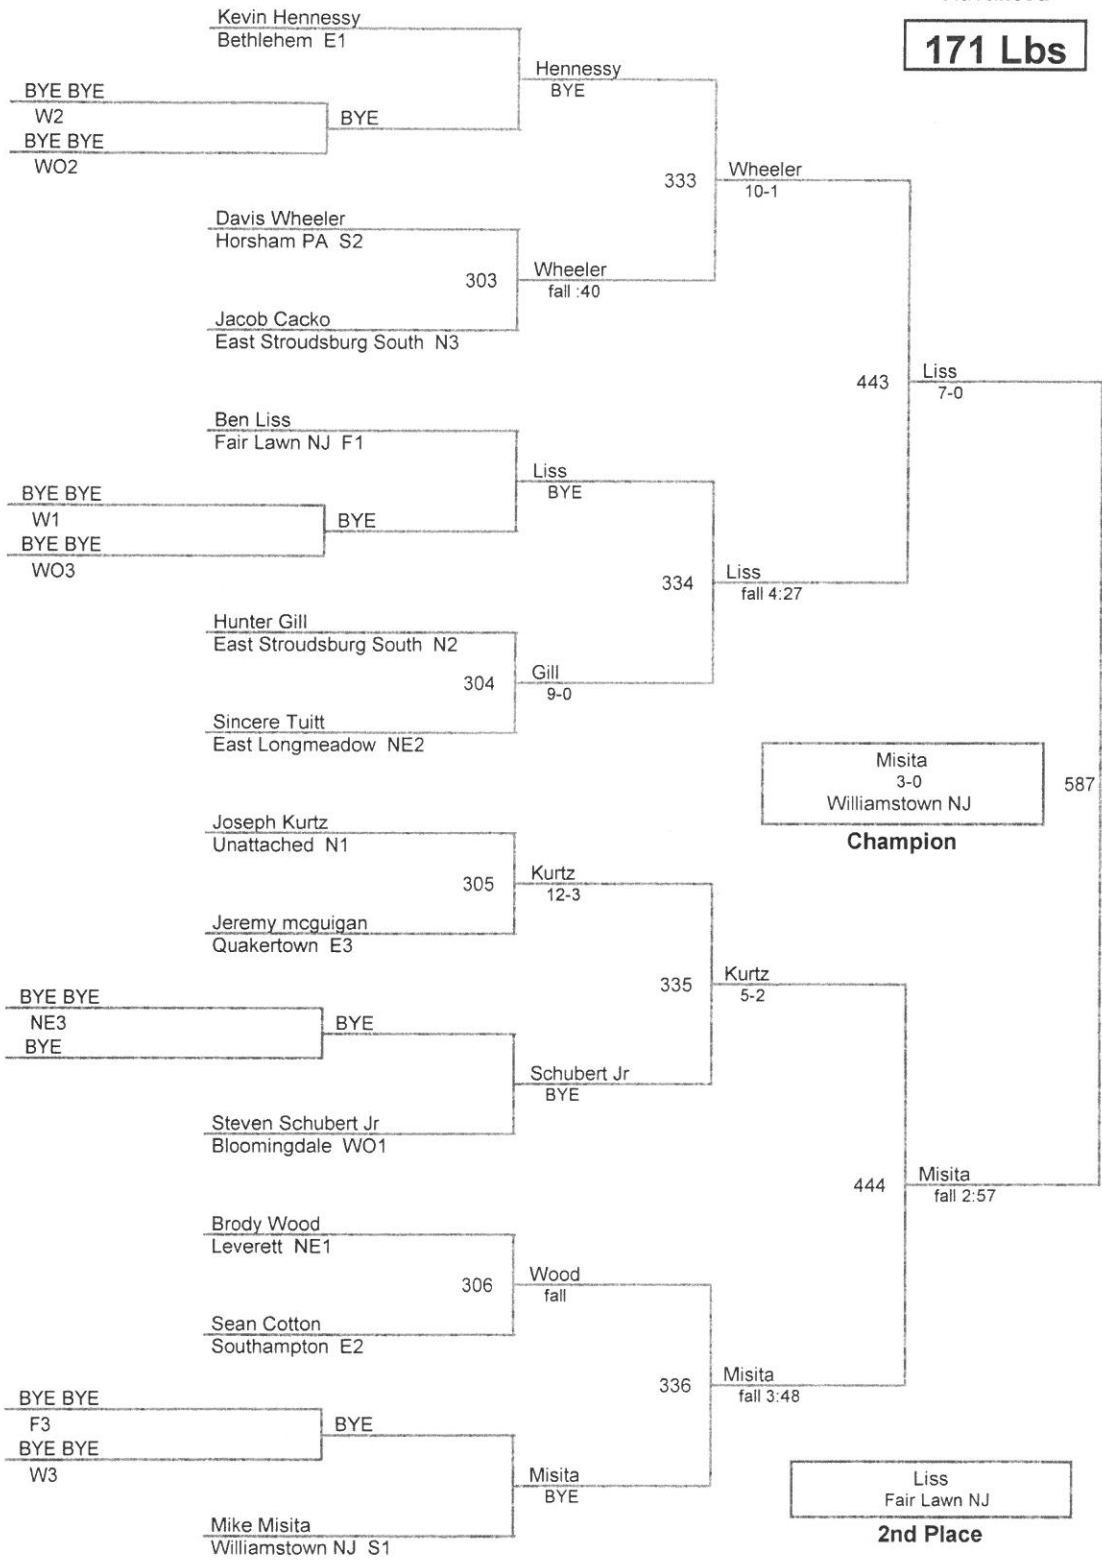 171 Lbs
Kevin Hennessy
Bethlehem E1
Hennessy
BYE
BYE BYE
W2
BYE
BYE BYE
WO2
333
Wheeler
10-1
Davis Wheeler
Horsham PA S2
303
Wheeler
fall :40
Jacob Cacko
East Stroudsburg South N3
443
Liss
7-0
Ben Liss
Fair Lawn NJ F1
Liss
BYE
BYE BYE
W1
BYE
BYE BYE
WO3
334
Liss
fall 4:27
Hunter Gill
East Stroudsburg South N2
304
Gill
9-0
Sincere Tuitt
East Longmeadow NE2
Misita
3-0
Williamstown NJ
587
Champion
Joseph Kurtz
Unattached N1
305
Kurtz
12-3
Jeremy mcguigan
Quakertown E3
335
Kurtz
5-2
BYE BYE
NE3
BYE
BYE
Schubert Jr
BYE
Steven Schubert Jr
Bloomingdale WO1
444
Misita
fall 2:57
Brody Wood
Leverett NE1
306
Wood
fall
Sean Cotton
Southampton E2
336
Misita
fall 3:48
BYE BYE
F3
BYE
BYE BYE
W3
Misita
BYE
Mike Misita
Williamstown NJ S1
Liss
Fair Lawn NJ
2nd Place